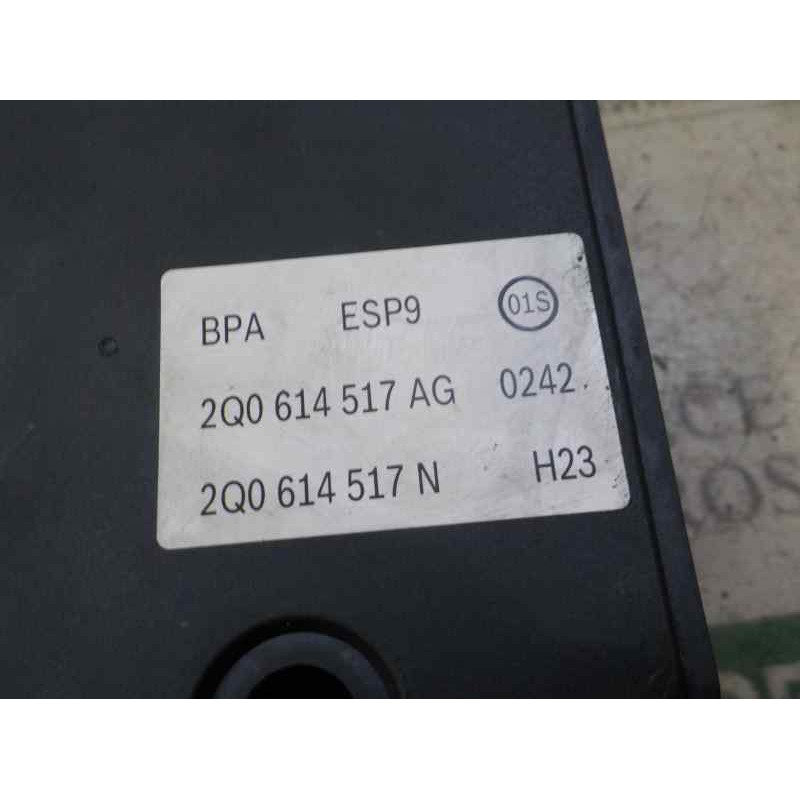 BPA ESP9 01S
2Q0 614 517 AG 0242
2Q0 614 517 N H23